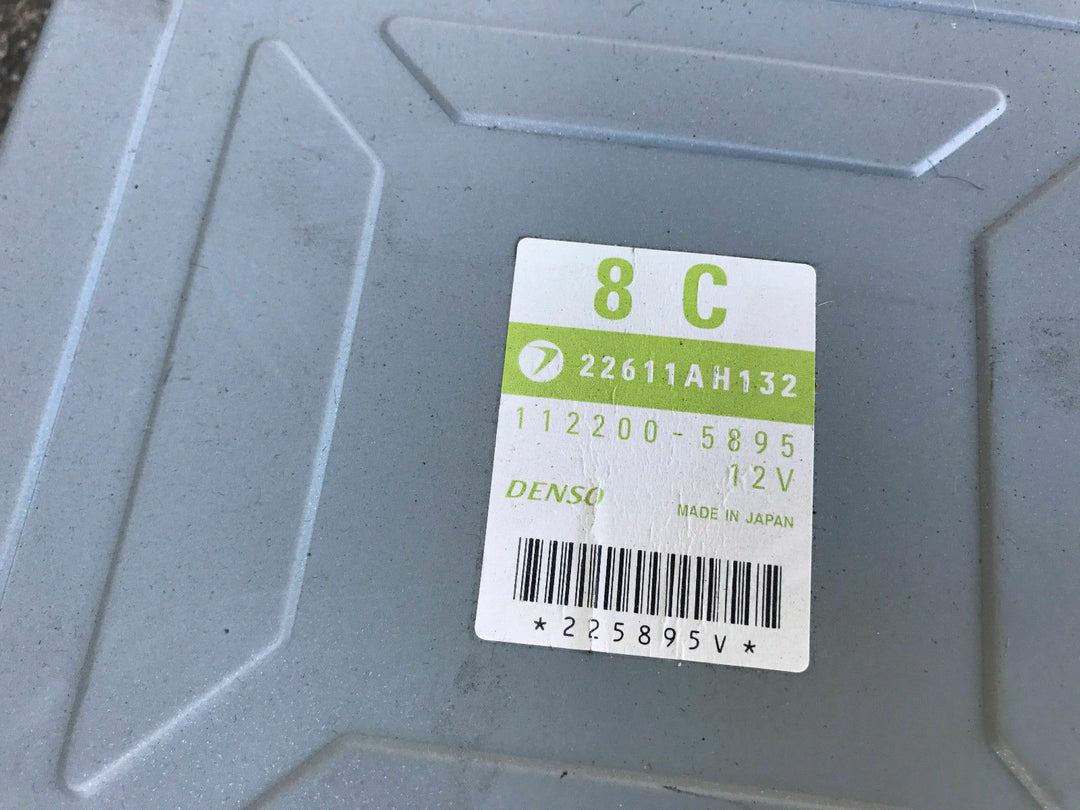 8 C
22611AH132
112200-5895
12V
DENSO
MADE IN JAPAN
*225895V*